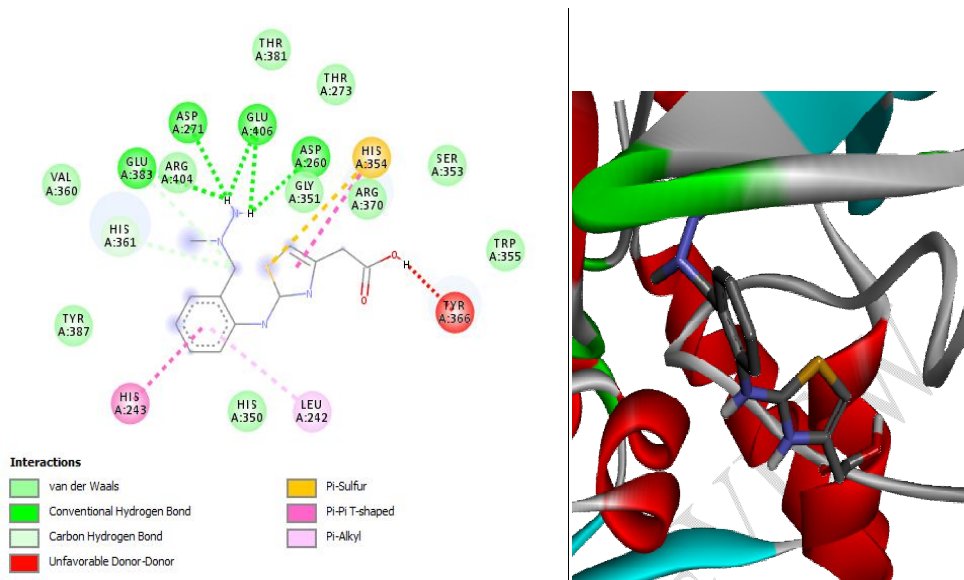 THR
A:381
THR
A:273
ASP
A:271
GLU
A:406
ASP
A:260
HIS
A:354
SER
A:353
GLU
A:383
ARG
A:404
GLY
A:351
ARG
A:370
VAL
A:360
HIS
A:361
TRP
A:355
H
N
H
N
N
N
O
H
O
TYR
A:366
TYR
A:387
HIS
A:243
HIS
A:350
LEU
A:242
Interactions
van der Waals
Conventional Hydrogen Bond
Carbon Hydrogen Bond
Unfavorable Donor-Donor
Pi-Sulfur
Pi-Pi T-shaped
Pi-Alkyl